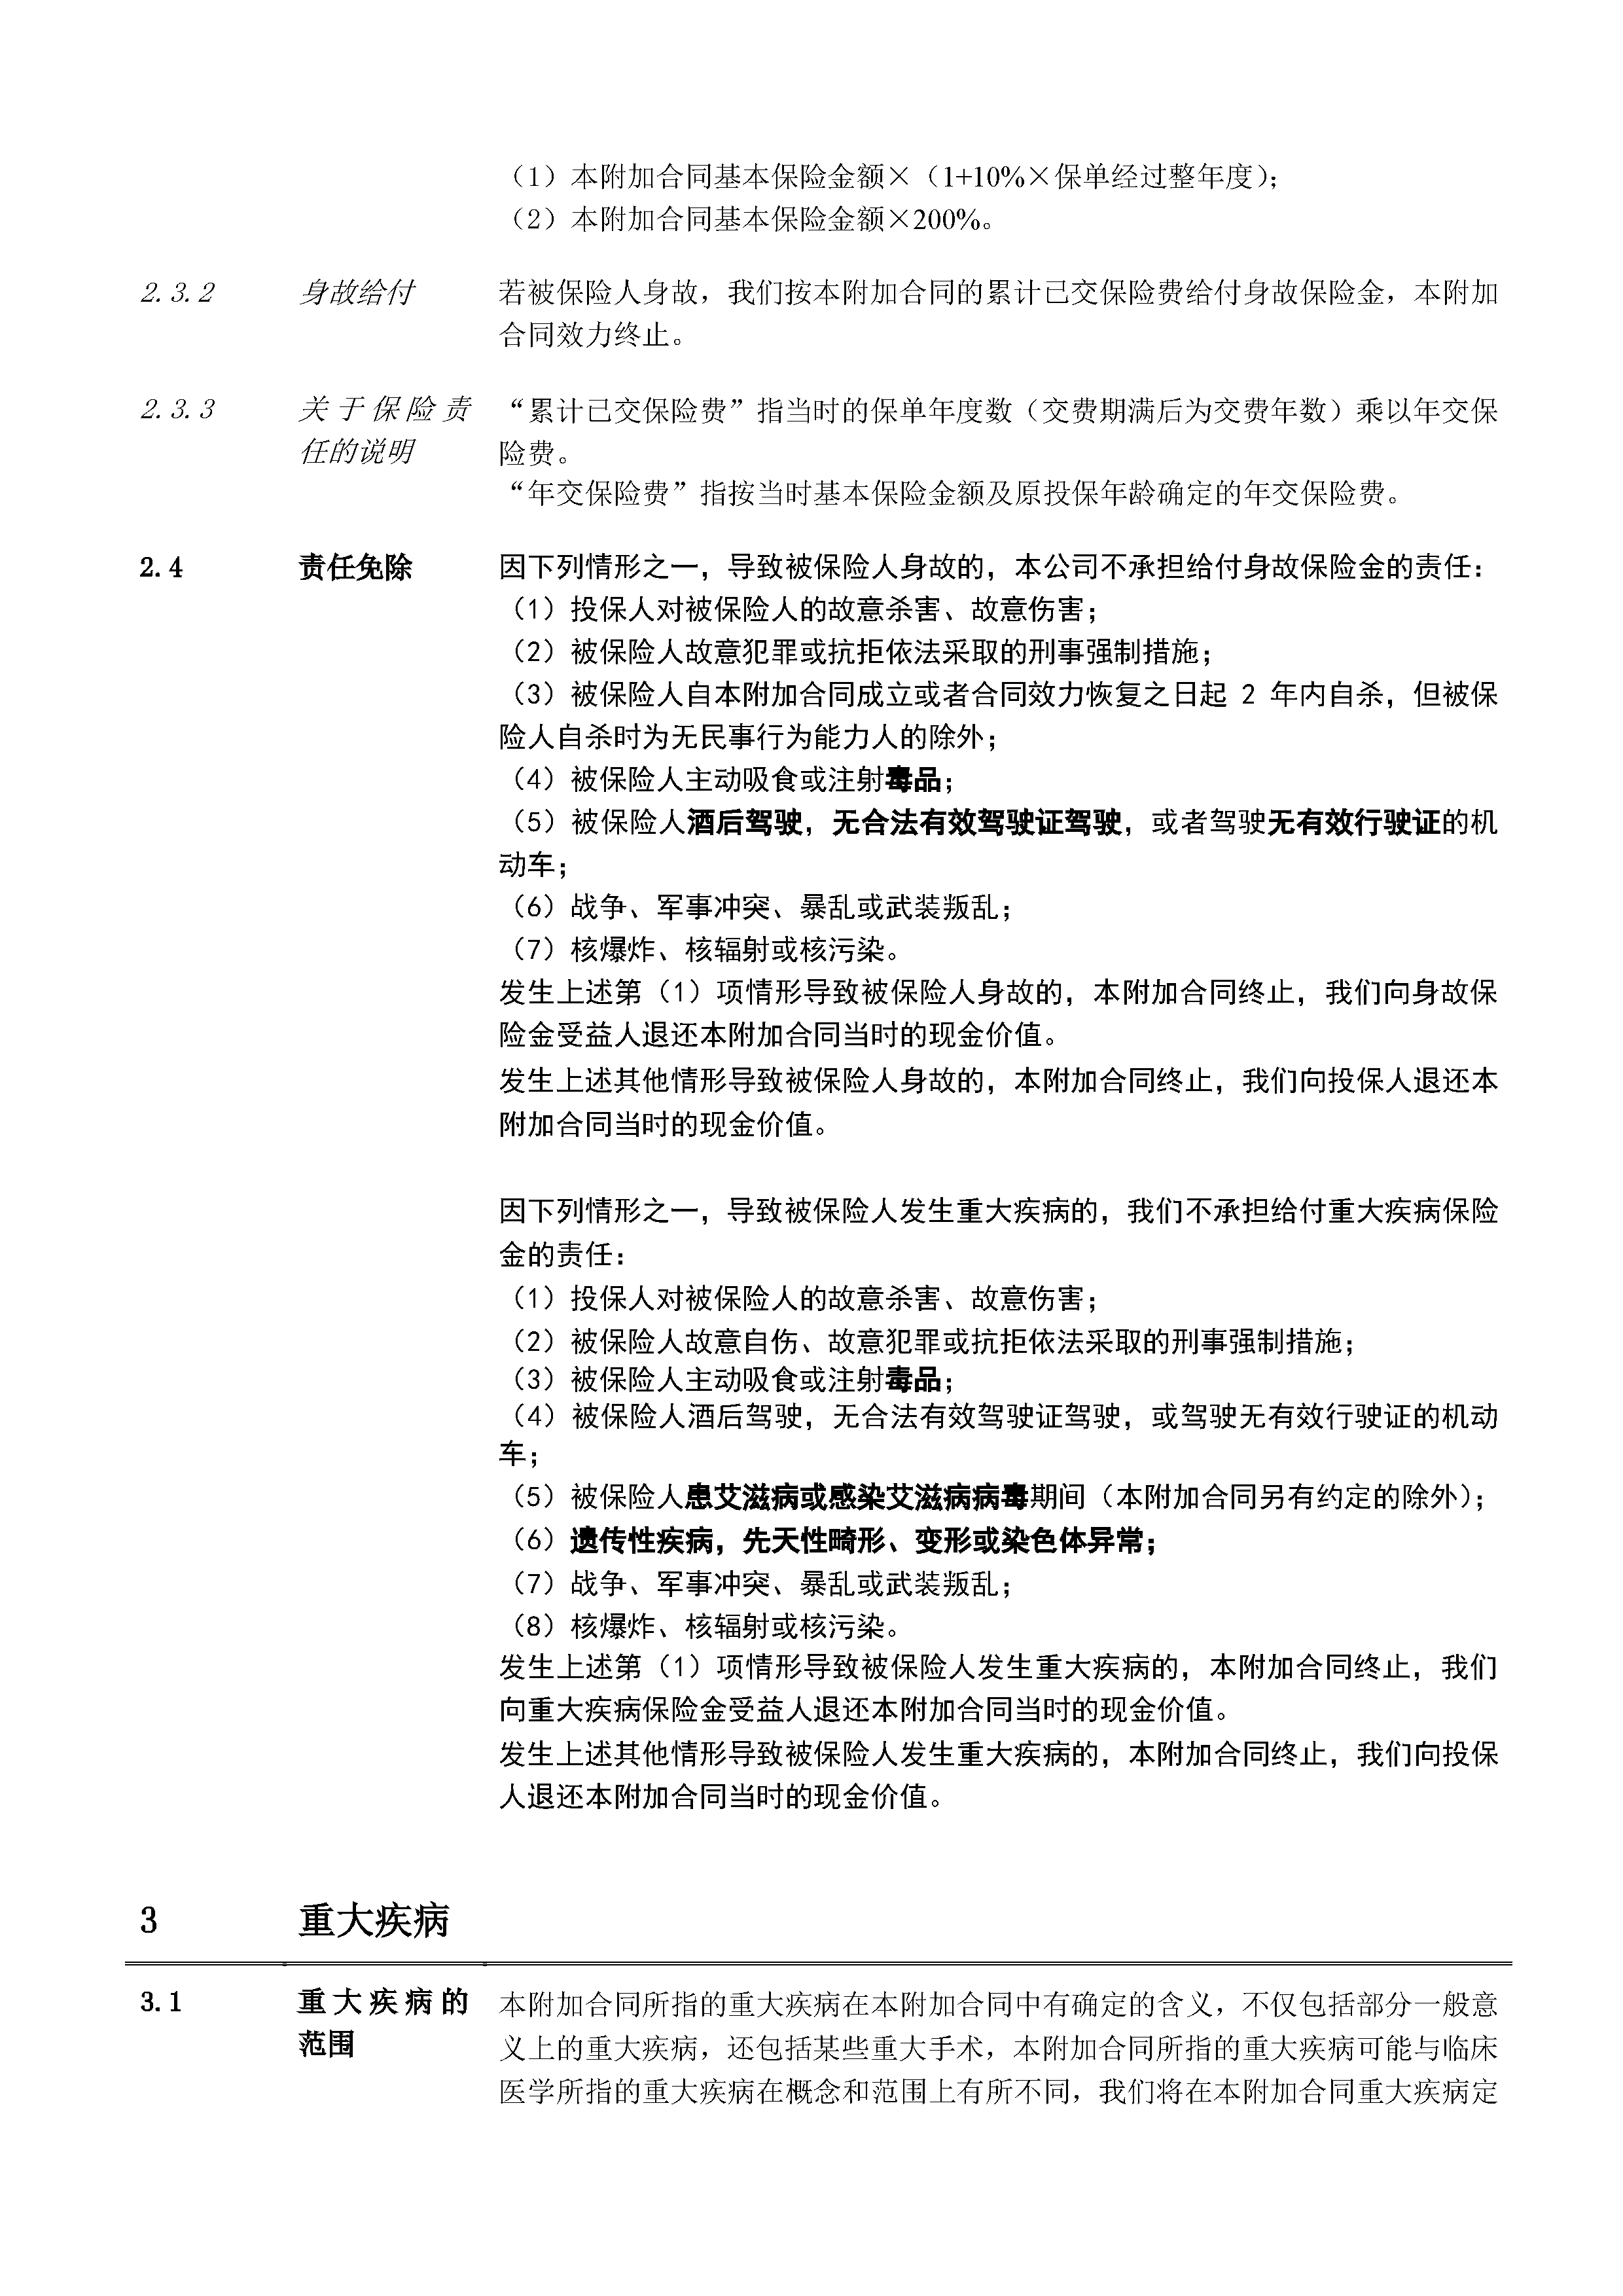 （1）本附加合同基本保险金额×（1+10%×保单经过整年度）；
（2）本附加合同基本保险金额×200%。
2.3.2 身故给付 若被保险人身故，我们按本附加合同的累计已交保险费给付身故保险金，本附加
合同效力终止。
2.3.3 关于保险责 “累计已交保险费”指当时的保单年度数（交费期满后为交费年数）乘以年交保
任的说明 险费。
“年交保险费”指按当时基本保险金额及原投保年龄确定的年交保险费。
2.4 责任免除 因下列情形之一，导致被保险人身故的，本公司不承担给付身故保险金的责任：
（1）投保人对被保险人的故意杀害、故意伤害；
（2）被保险人故意犯罪或抗拒依法采取的刑事强制措施；
（3）被保险人自本附加合同成立或者合同效力恢复之日起 2 年内自杀，但被保
险人自杀时为无民事行为能力人的除外；
（4）被保险人主动吸食或注射毒品；
（5）被保险人酒后驾驶，无合法有效驾驶证驾驶，或者驾驶无有效行驶证的机
动车；
（6）战争、军事冲突、暴乱或武装叛乱；
（7）核爆炸、核辐射或核污染。
发生上述第（1）项情形导致被保险人身故的，本附加合同终止，我们向身故保
险金受益人退还本附加合同当时的现金价值。
发生上述其他情形导致被保险人身故的，本附加合同终止，我们向投保人退还本
附加合同当时的现金价值。
因下列情形之一，导致被保险人发生重大疾病的，我们不承担给付重大疾病保险
金的责任：
（1）投保人对被保险人的故意杀害、故意伤害；
（2）被保险人故意自伤、故意犯罪或抗拒依法采取的刑事强制措施；
（3）被保险人主动吸食或注射毒品；
（4）被保险人酒后驾驶，无合法有效驾驶证驾驶，或驾驶无有效行驶证的机动
车；
（5）被保险人患艾滋病或感染艾滋病病毒期间（本附加合同另有约定的除外）；
（6）遗传性疾病，先天性畸形、变形或染色体异常；
（7）战争、军事冲突、暴乱或武装叛乱；
（8）核爆炸、核辐射或核污染。
发生上述第（1）项情形导致被保险人发生重大疾病的，本附加合同终止，我们
向重大疾病保险金受益人退还本附加合同当时的现金价值。
发生上述其他情形导致被保险人发生重大疾病的，本附加合同终止，我们向投保
人退还本附加合同当时的现金价值。
3 重大疾病
3.1 重大疾病的 本附加合同所指的重大疾病在本附加合同中有确定的含义，不仅包括部分一般意
范围 义上的重大疾病，还包括某些重大手术，本附加合同所指的重大疾病可能与临床
医学所指的重大疾病在概念和范围上有所不同，我们将在本附加合同重大疾病定